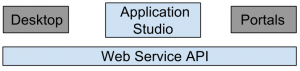 Desktop
Application
Studio
Portals
Web Service API